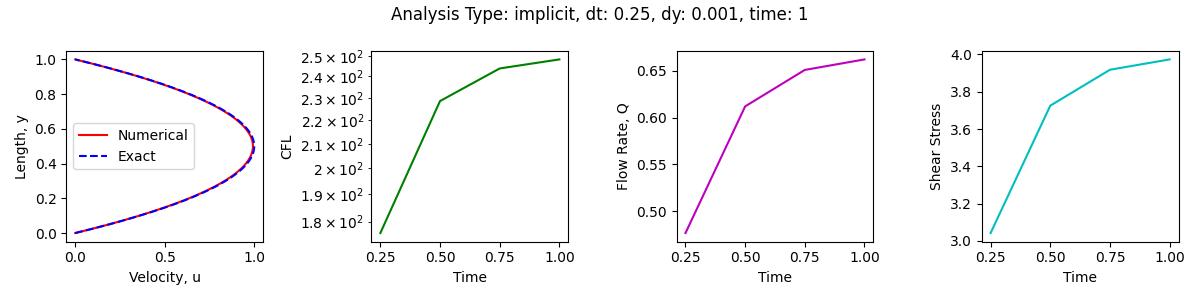 Analysis Type: implicit, dt: 0.25, dy: 0.001, time: 1
Length, y
1.0
0.8
0.6
0.4
0.2
0.0
Numerical
Exact
0.0 0.5 1.0
Velocity, u
CFL
2.5 × 10²
2.4 × 10²
2.3 × 10²
2.2 × 10²
2.1 × 10²
2 × 10²
1.9 × 10²
1.8 × 10²
0.25 0.50 0.75 1.00
Time
Flow Rate, Q
0.65
0.60
0.55
0.50
0.25 0.50 0.75 1.00
Time
Shear Stress
4.0
3.8
3.6
3.4
3.2
3.0
0.25 0.50 0.75 1.00
Time